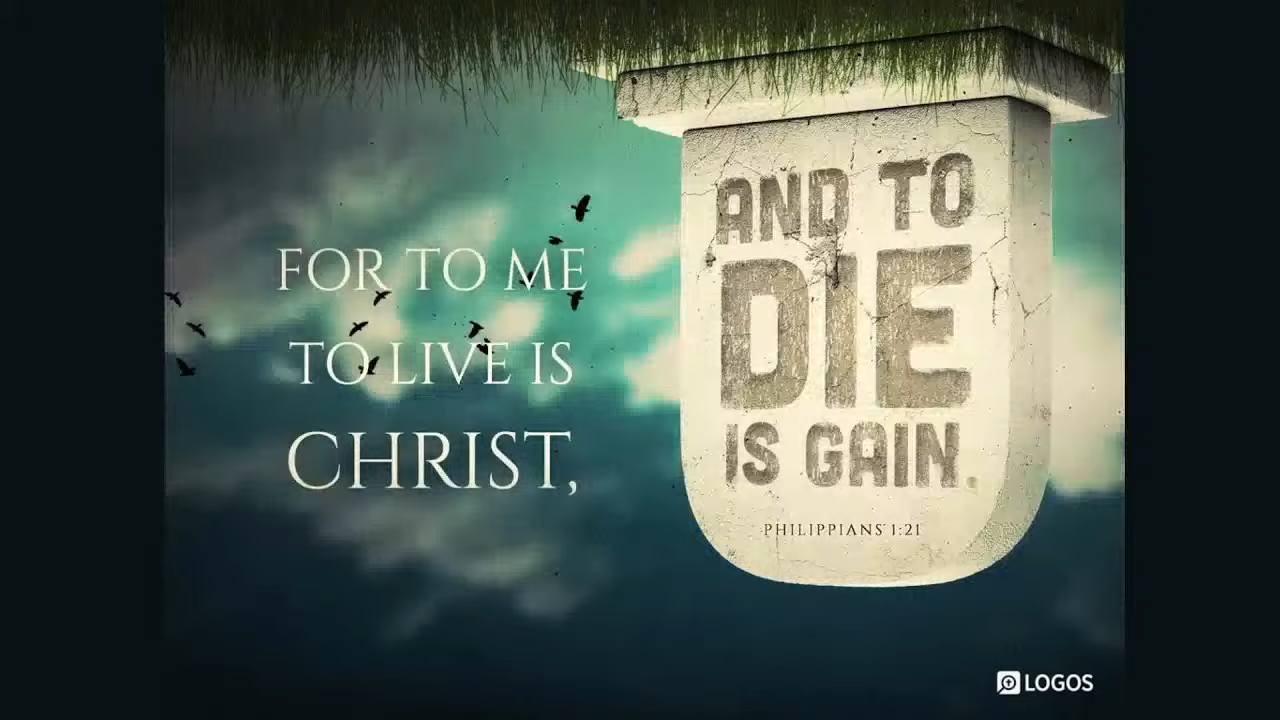 FOR TO ME
TO LIVE IS
CHRIST,
AND TO
DIE
IS GAIN.
PHILIPPIANS 1:21
LOGOS